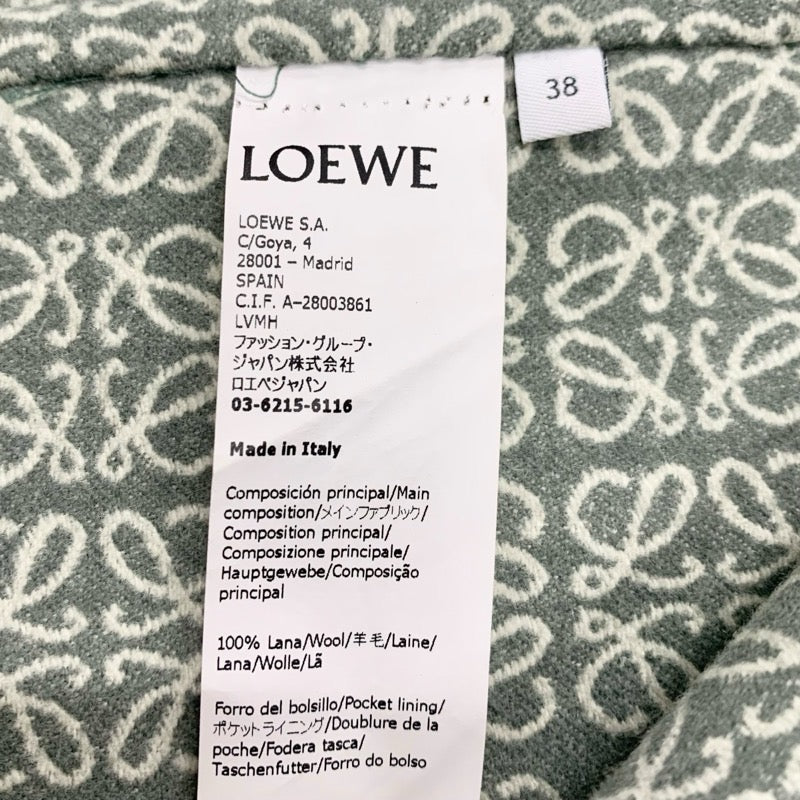 38
LOEWE
LOEWE S.A.
C/Goya, 4
28001 – Madrid
SPAIN
C.I.F. A–28003861
LVMH
ファッション・グループ・
ジャパン株式会社
ロエベジャパン
03-6215-6116
Made in Italy
Composición principal/Main
composition/メインファブリック/
Composition principal/
Composizione principale/
Hauptgewebe/Composição
principal
100% Lana/Wool/羊毛/Laine/
Lana/Wolle/Lã
Forro del bolsillo/Pocket lining/
ポケットライニング/Doublure de la
poche/Fodera tasca/
Taschenfutter/Forro do bolso